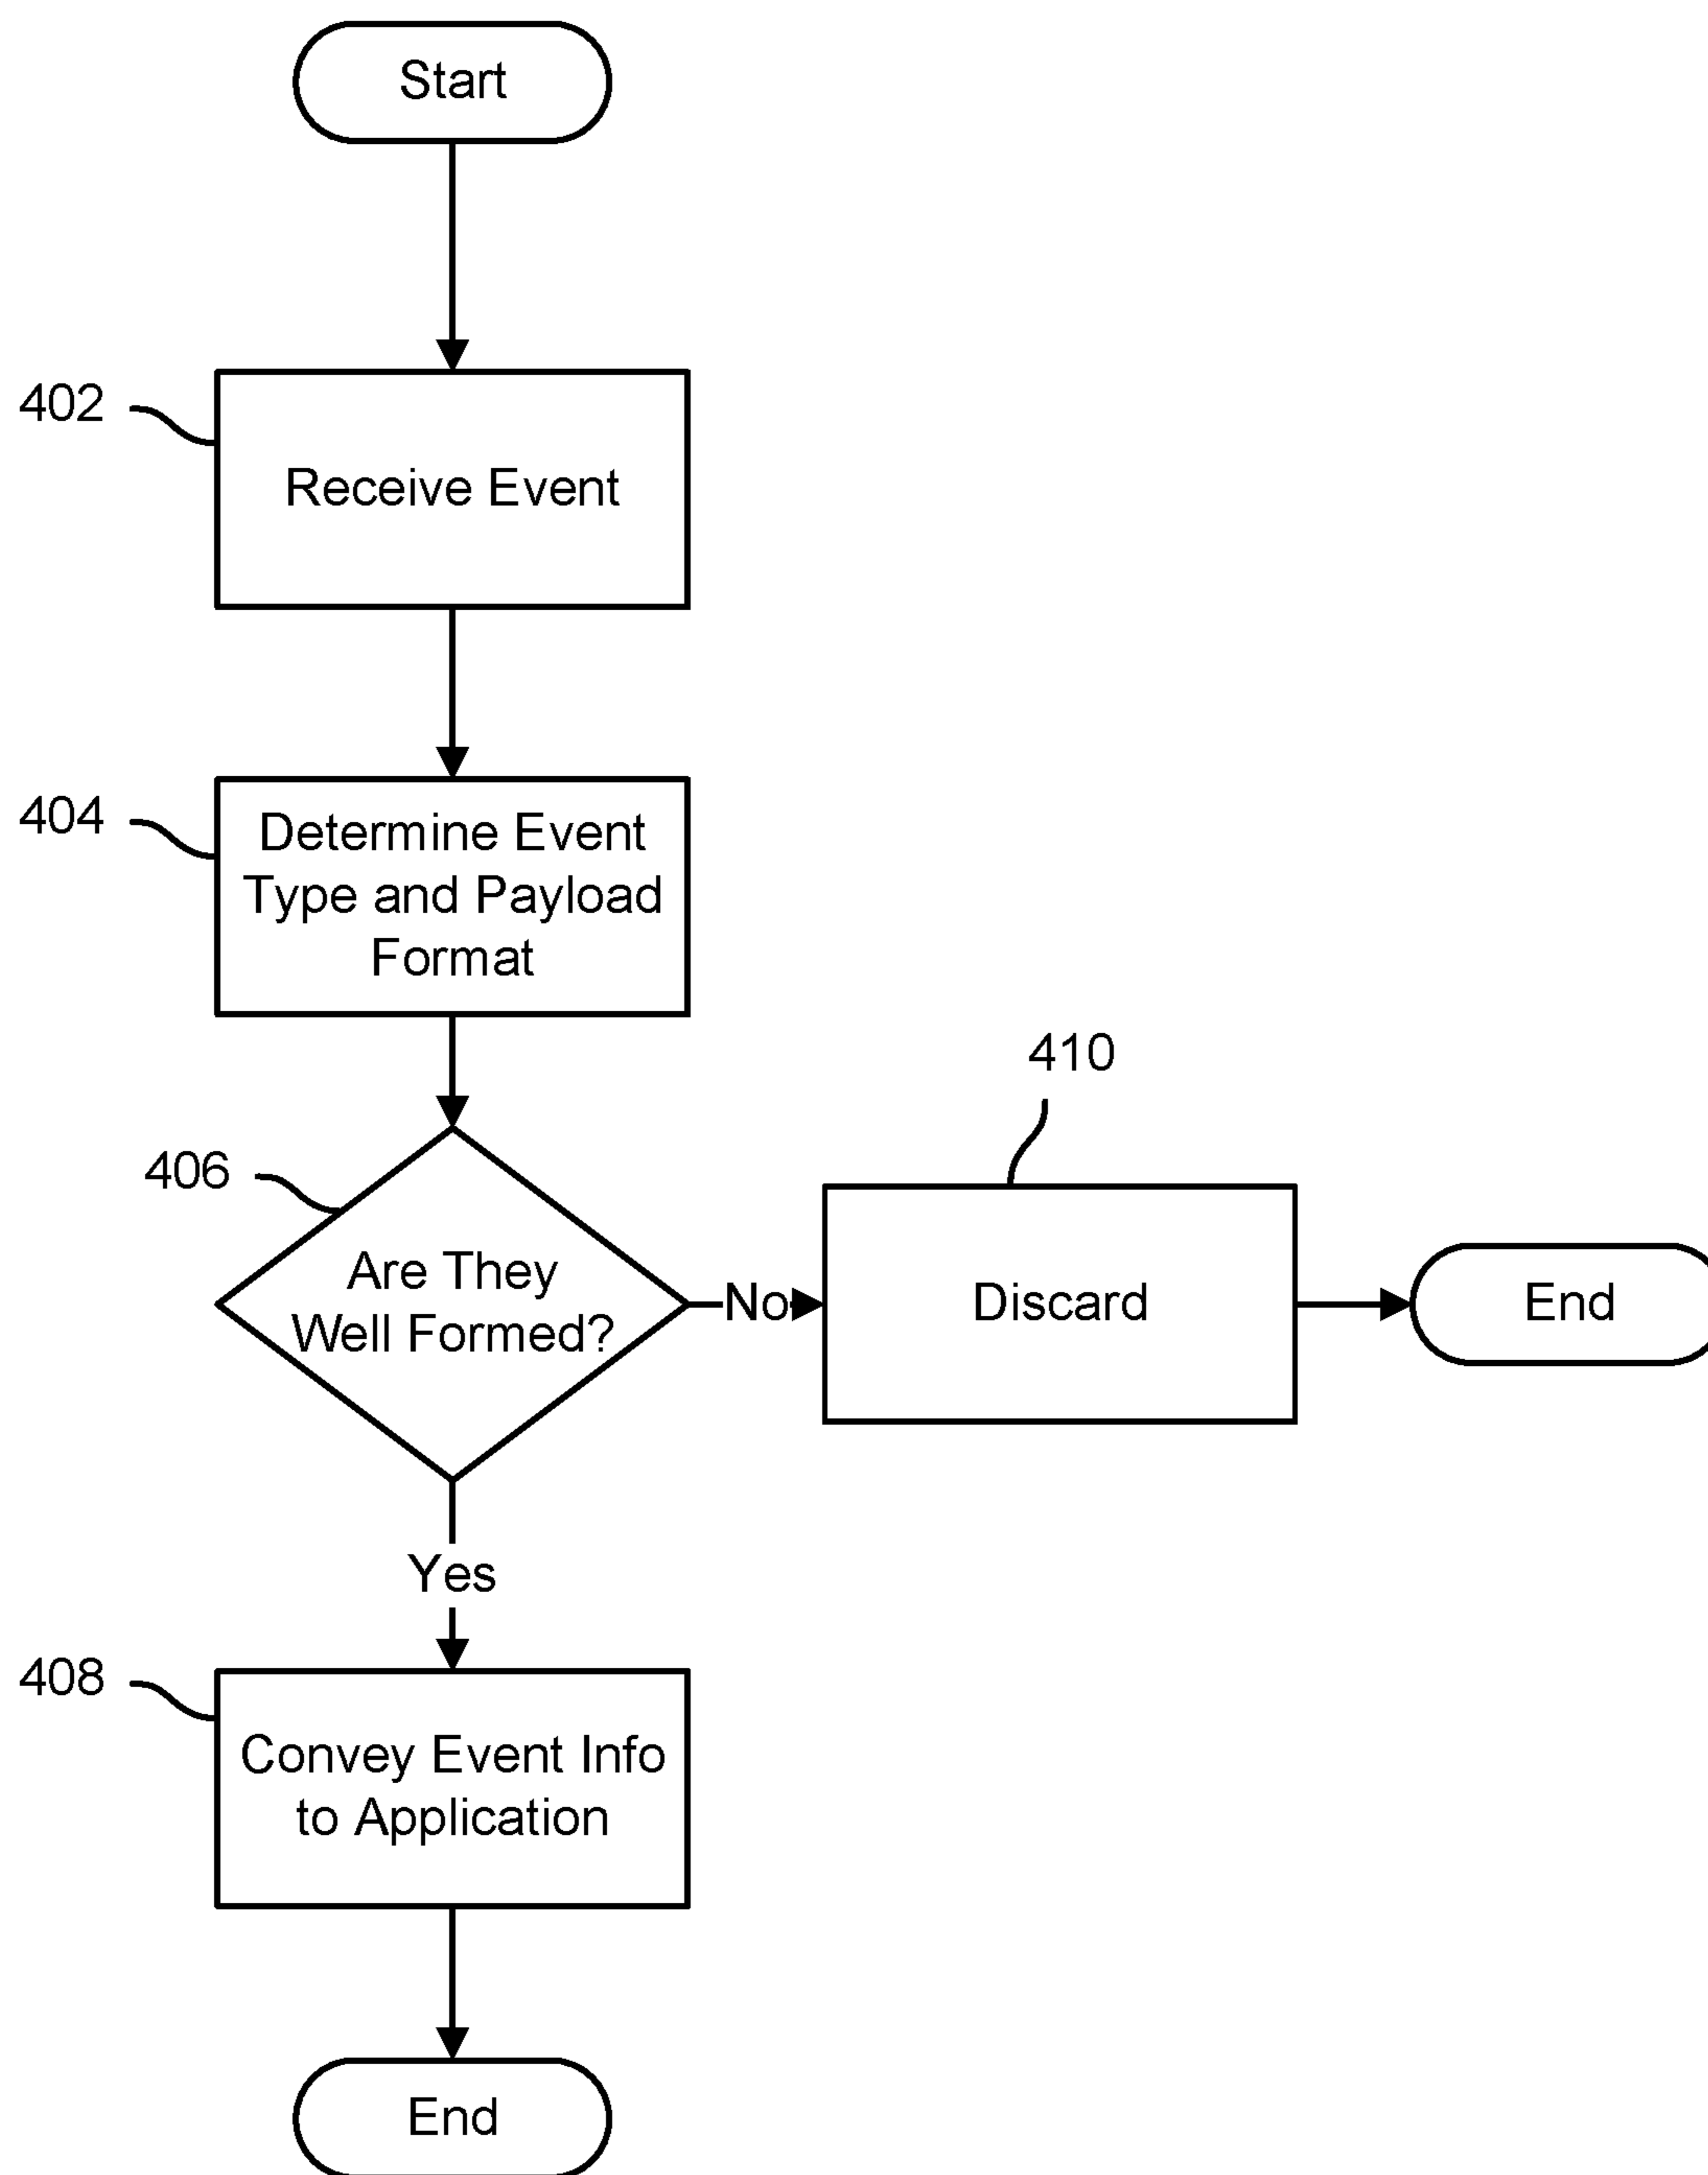 Start
402
Receive Event
404
Determine Event
Type and Payload
Format
410
406
Are They
Well Formed?
No
Discard
End
Yes
408
Convey Event Info
to Application
End